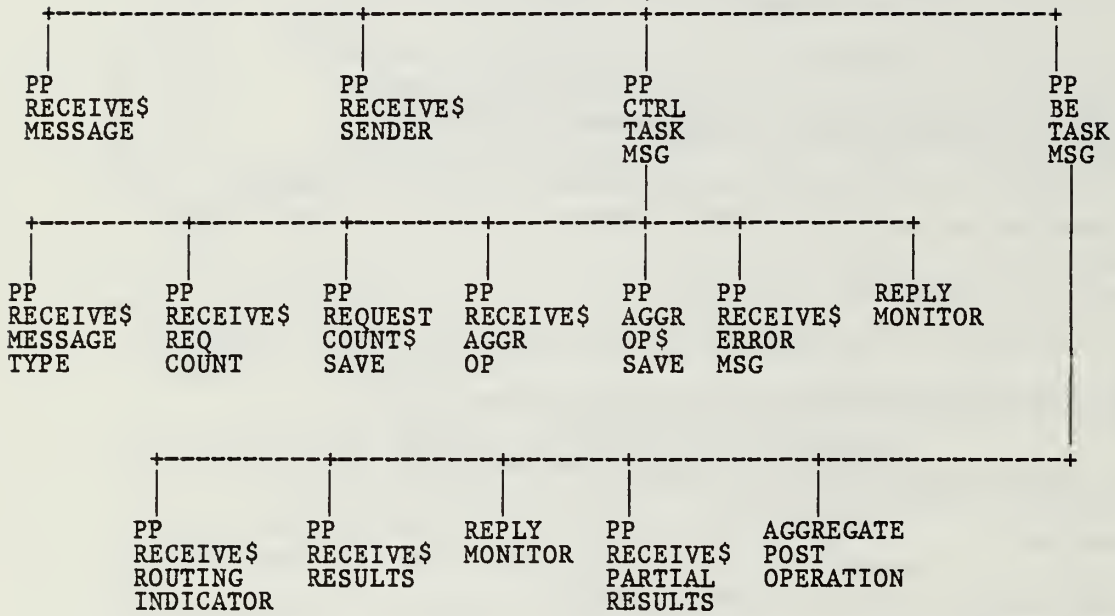 PP
RECEIVE$
MESSAGE
PP
RECEIVE$
SENDER
PP
CTRL
TASK
MSG
PP
BE
TASK
MSG
PP
RECEIVE$
MESSAGE
TYPE
PP
RECEIVE$
REQ
COUNT
PP
REQUEST
COUNT$
SAVE
PP
RECEIVE$
AGGR
OP
PP
AGGR
OP$
SAVE
PP
RECEIVE$
ERROR
MSG
REPLY
MONITOR
PP
RECEIVE$
ROUTING
INDICATOR
PP
RECEIVE$
RESULTS
REPLY
MONITOR
PP
RECEIVE$
PARTIAL
RESULTS
AGGREGATE
POST
OPERATION